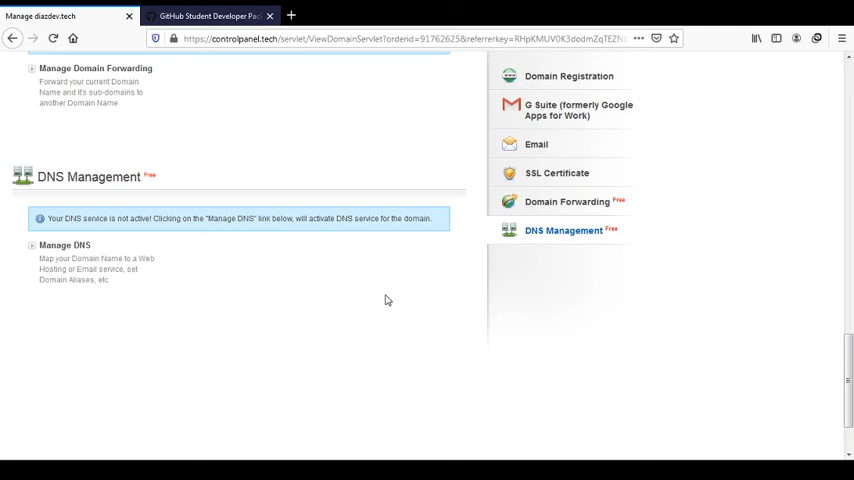 Manage diazdev.tech
GitHub Student Developer Pac
https://controlpanel.tech/servlet/ViewDomainServlet?orderid=91762625&referrerkey=RHpKMUV0K3dodmZqTEZN
Manage Domain Forwarding
Forward your current Domain
Name and it's sub-domains to
another Domain Name
DNS Management Free
Your DNS service is not active! Clicking on the "Manage DNS" link below, will activate DNS service for the domain.
Manage DNS
Map your Domain Name to a Web
Hosting or Email service, set
Domain Aliases, etc
Domain Registration
G Suite (formerly Google
Apps for Work)
Email
SSL Certificate
Domain Forwarding Free
DNS Management Free